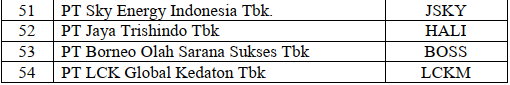 51 PT Sky Energy Indonesia Tbk. JSKY
52 PT Jaya Trishindo Tbk HALI
53 PT Borneo Olah Sarana Sukses Tbk BOSS
54 PT LCK Global Kedaton Tbk LCKM